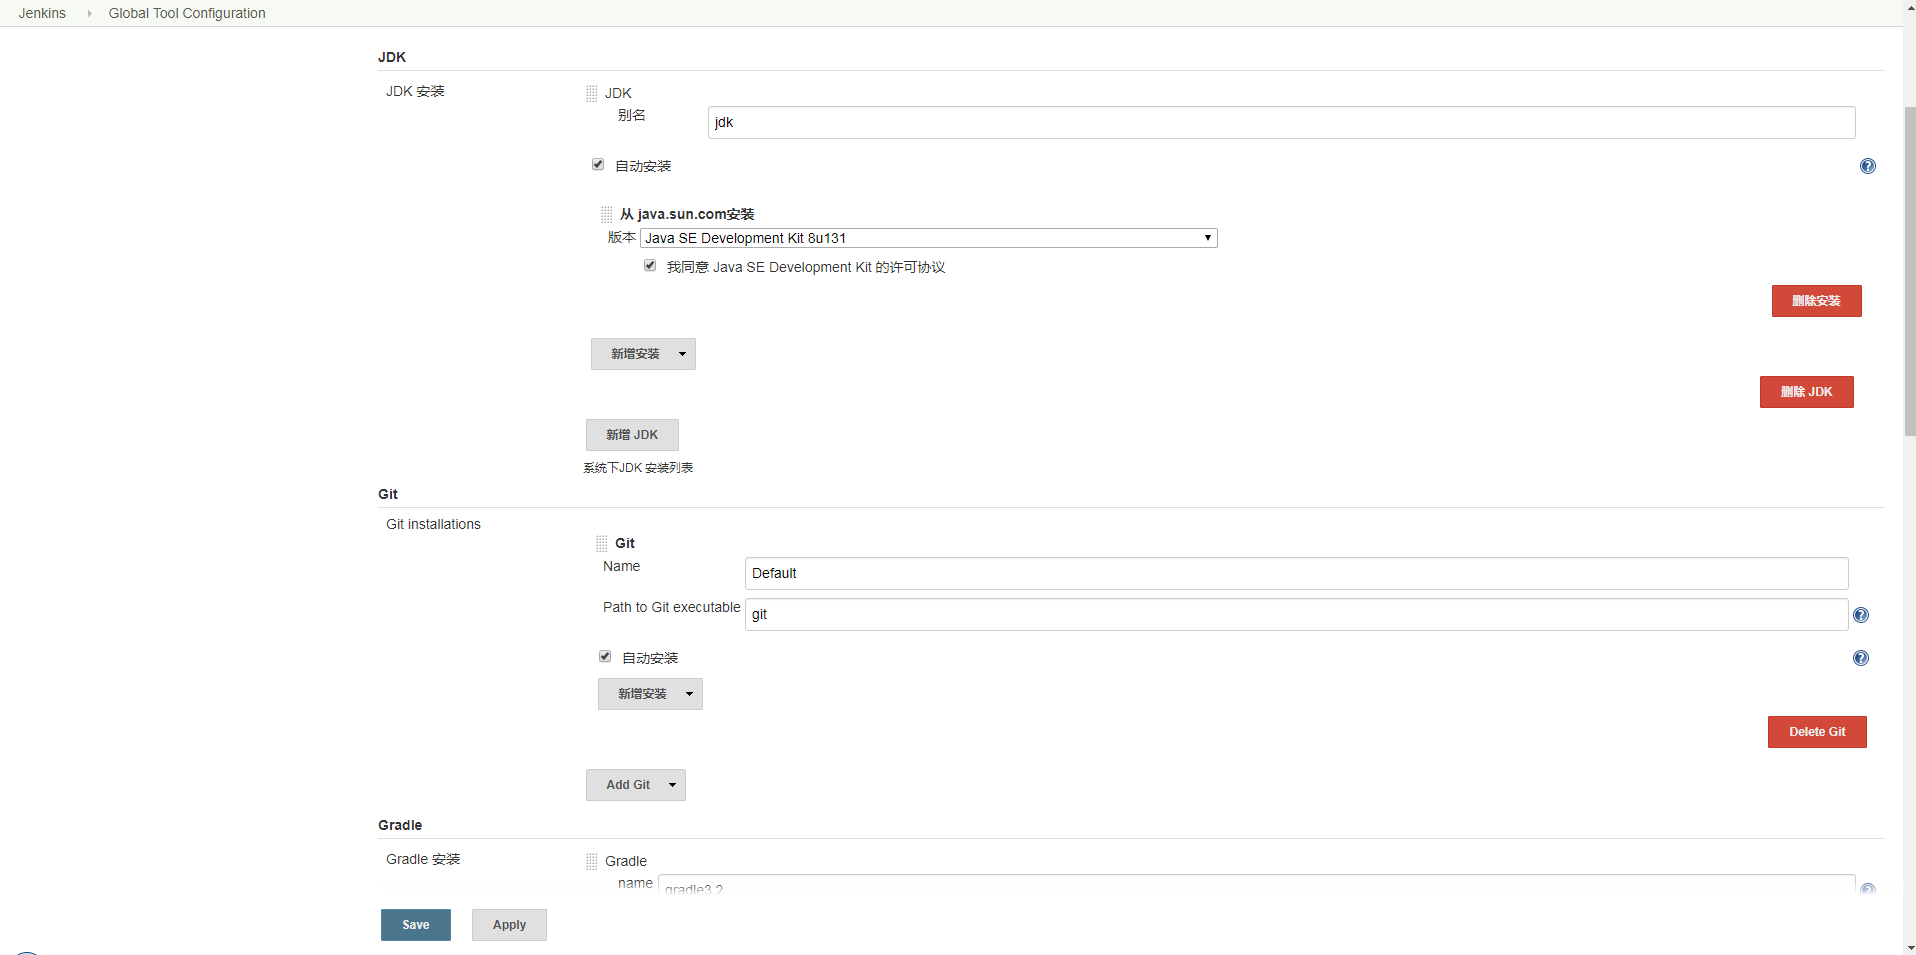 Jenkins Global Tool Configuration
JDK
JDK 安装
JDK
别名
jdk
自动安装
从 java.sun.com安装
版本 Java SE Development Kit 8u131
我同意 Java SE Development Kit 的许可协议
删除安装
新增安装
删除 JDK
新增 JDK
系统下JDK 安装列表
Git
Git installations
Git
Name
Default
Path to Git executable
git
自动安装
新增安装
Delete Git
Add Git
Gradle
Gradle 安装
Gradle
name
gradle3.2
Save Apply